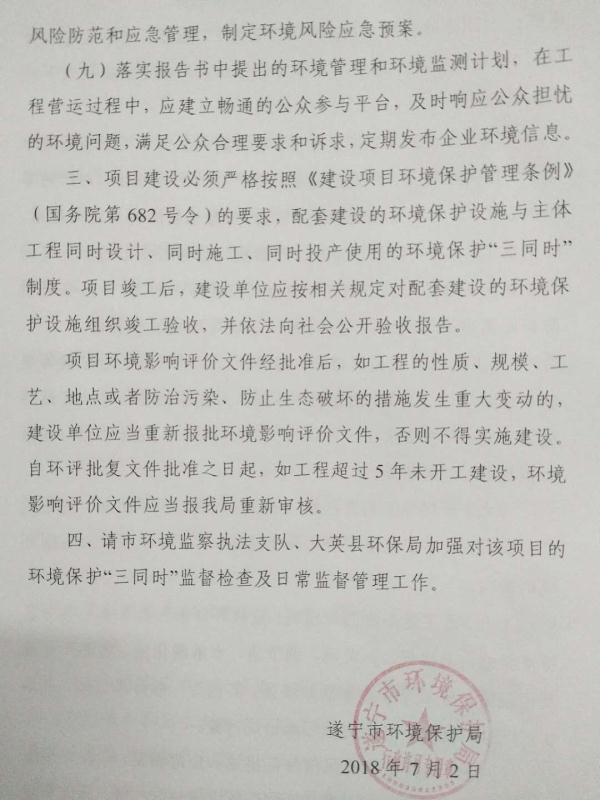 风险防范和应急管理，制定环境风险应急预案。
（九）落实报告书中提出的环境管理和环境监测计划，在工
程营运过程中，应建立畅通的公众参与平台，及时响应公众担忧
的环境问题，满足公众合理要求和诉求，定期发布企业环境信息。
三、项目建设必须严格按照《建设项目环境保护管理条例》
（国务院第 682 号令）的要求，配套建设的环境保护设施与主体
工程同时设计、同时施工、同时投产使用的环境保护“三同时”
制度。项目竣工后，建设单位应按相关规定对配套建设的环境保
护设施组织竣工验收，并依法向社会公开验收报告。
项目环境影响评价文件经批准后，如工程的性质、规模、工
艺、地点或者防治污染、防止生态破坏的措施发生重大变动的，
建设单位应当重新报批环境影响评价文件，否则不得实施建设。
自环评批复文件批准之日起，如工程超过 5 年未开工建设，环境
影响评价文件应当报我局重新审核。
四、请市环境监察执法支队、大英县环保局加强对该项目的
环境保护“三同时”监督检查及日常监督管理工作。
遂宁市环境保护局
遂宁市环境保护局
2018 年 7 月 2 日